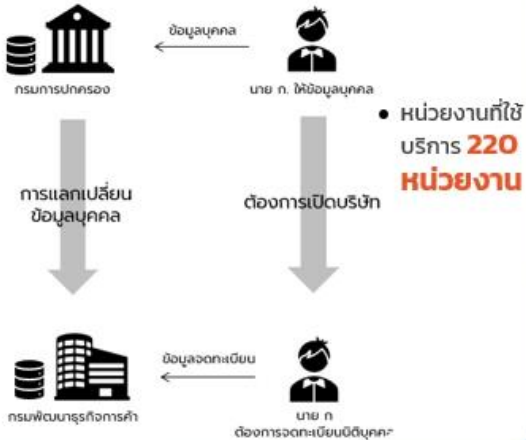 ข้อมูลบุคคล
กรมการปกครอง
นาย ก. ให้ข้อมูลบุคคล
• หน่วยงานที่ใช้
บริการ 220
หน่วยงาน
การแลกเปลี่ยน
ข้อมูลบุคคล
ต้องการเปิดบริษัท
ข้อมูลจดทะเบียน
กรมพัฒนาธุรกิจการค้า
นาย ก
ต้องการจดทะเบียนนิติบุคคล